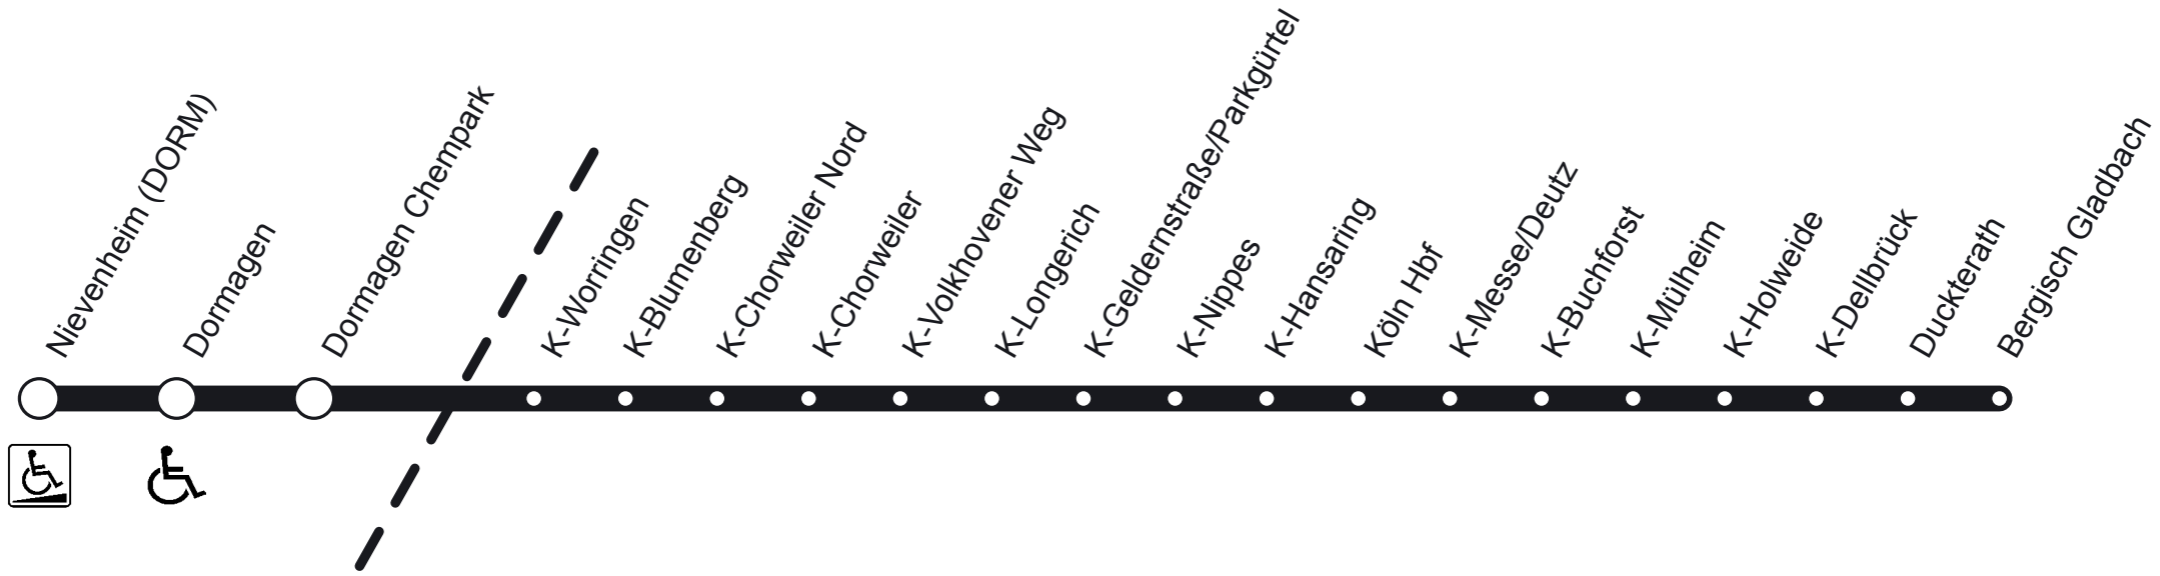 Nievenheim (DORM)
Dormagen
Dormagen Chempark
K-Worringen
K-Blumenberg
K-Chorweiler Nord
K-Chorweiler
K-Volkhovener Weg
K-Longerich
K-Geldernstraße/Parkgürtel
K-Nippes
K-Hansaring
Köln Hbf
K-Messe/Deutz
K-Buchforst
K-Mülheim
K-Holweide
K-Dellbrück
Duckterath
Bergisch Gladbach